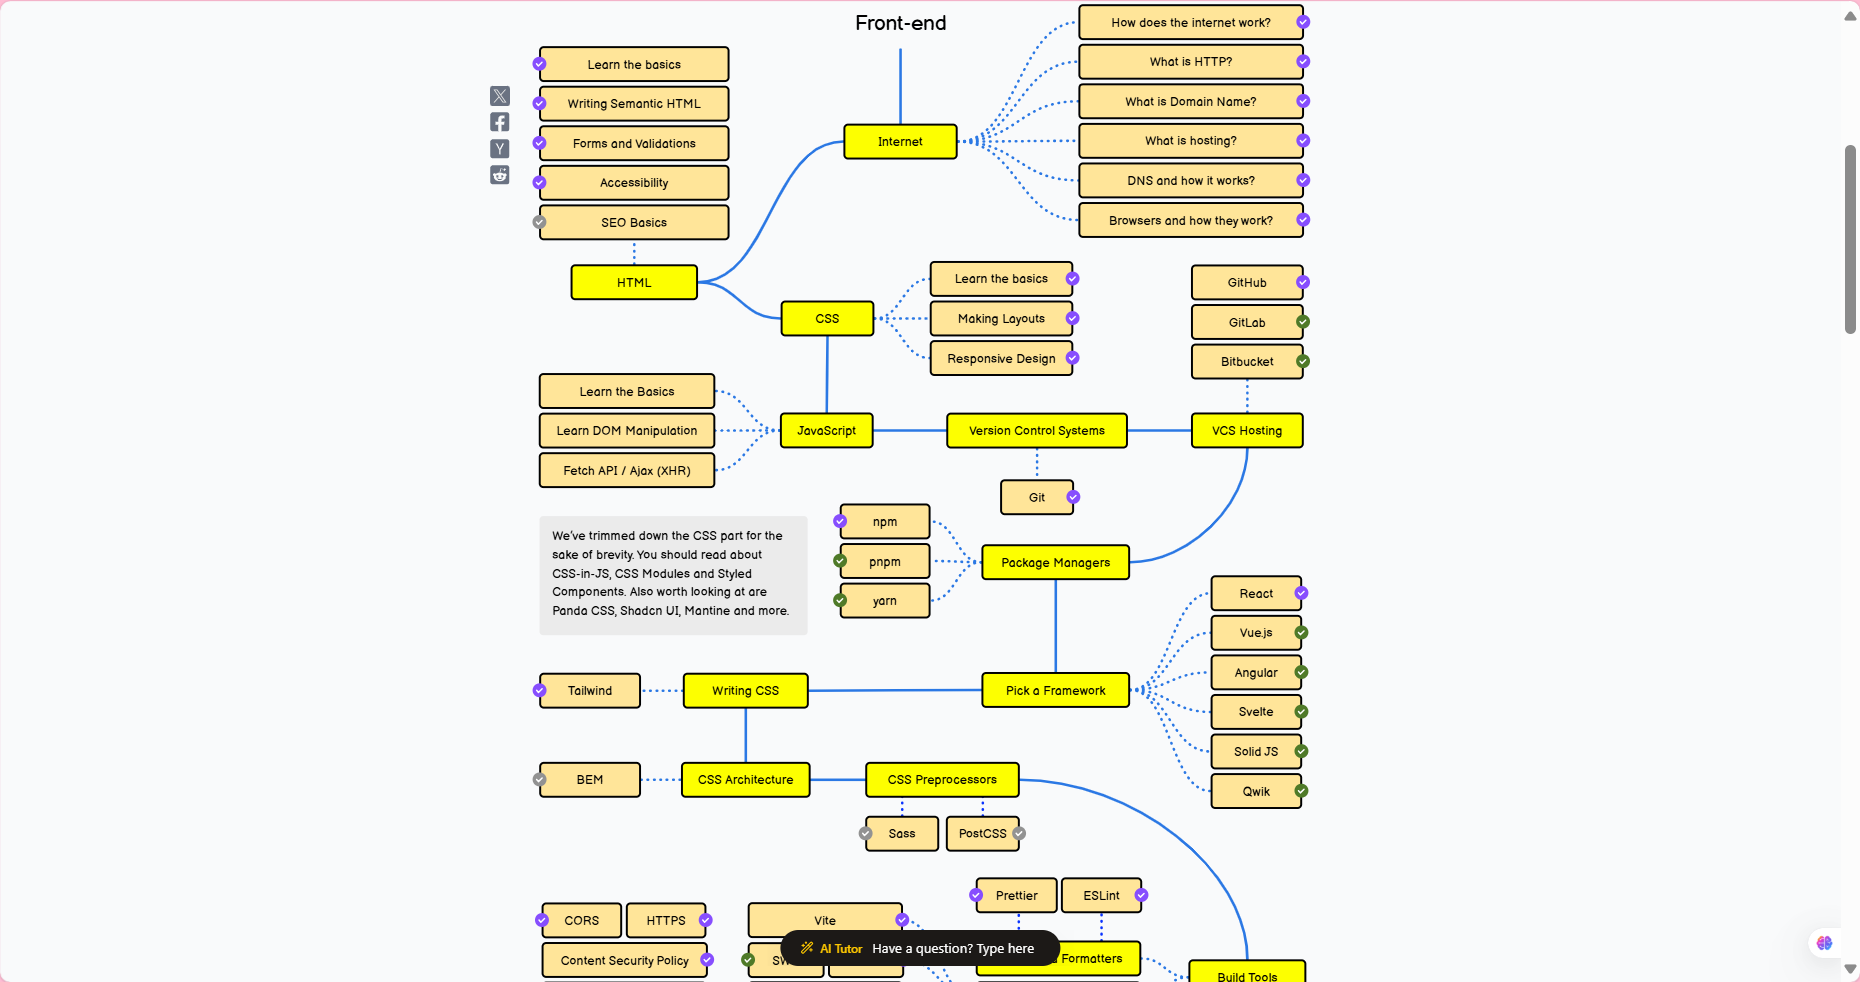 Front-end
How does the internet work?
What is HTTP?
What is Domain Name?
What is hosting?
DNS and how it works?
Browsers and how they work?
Internet
Learn the basics
Writing Semantic HTML
Forms and Validations
Accessibility
SEO Basics
HTML
CSS
Learn the basics
Making Layouts
Responsive Design
GitHub
GitLab
Bitbucket
Learn the Basics
Learn DOM Manipulation
Fetch API / Ajax (XHR)
JavaScript
Version Control Systems
VCS Hosting
Git
We've trimmed down the CSS part for the
sake of brevity. You should read about
CSS-in-JS, CSS Modules and Styled
Components. Also worth looking at are
Panda CSS, Shadcn UI, Mantine and more.
npm
pnpm
yarn
Package Managers
React
Vue.js
Angular
Svelte
Solid JS
Qwik
Tailwind
Writing CSS
Pick a Framework
BEM
CSS Architecture
CSS Preprocessors
Sass
PostCSS
Prettier
ESLint
CORS
HTTPS
Vite
Content Security Policy
AI Tutor Have a question? Type here
Formatters
Build Tools